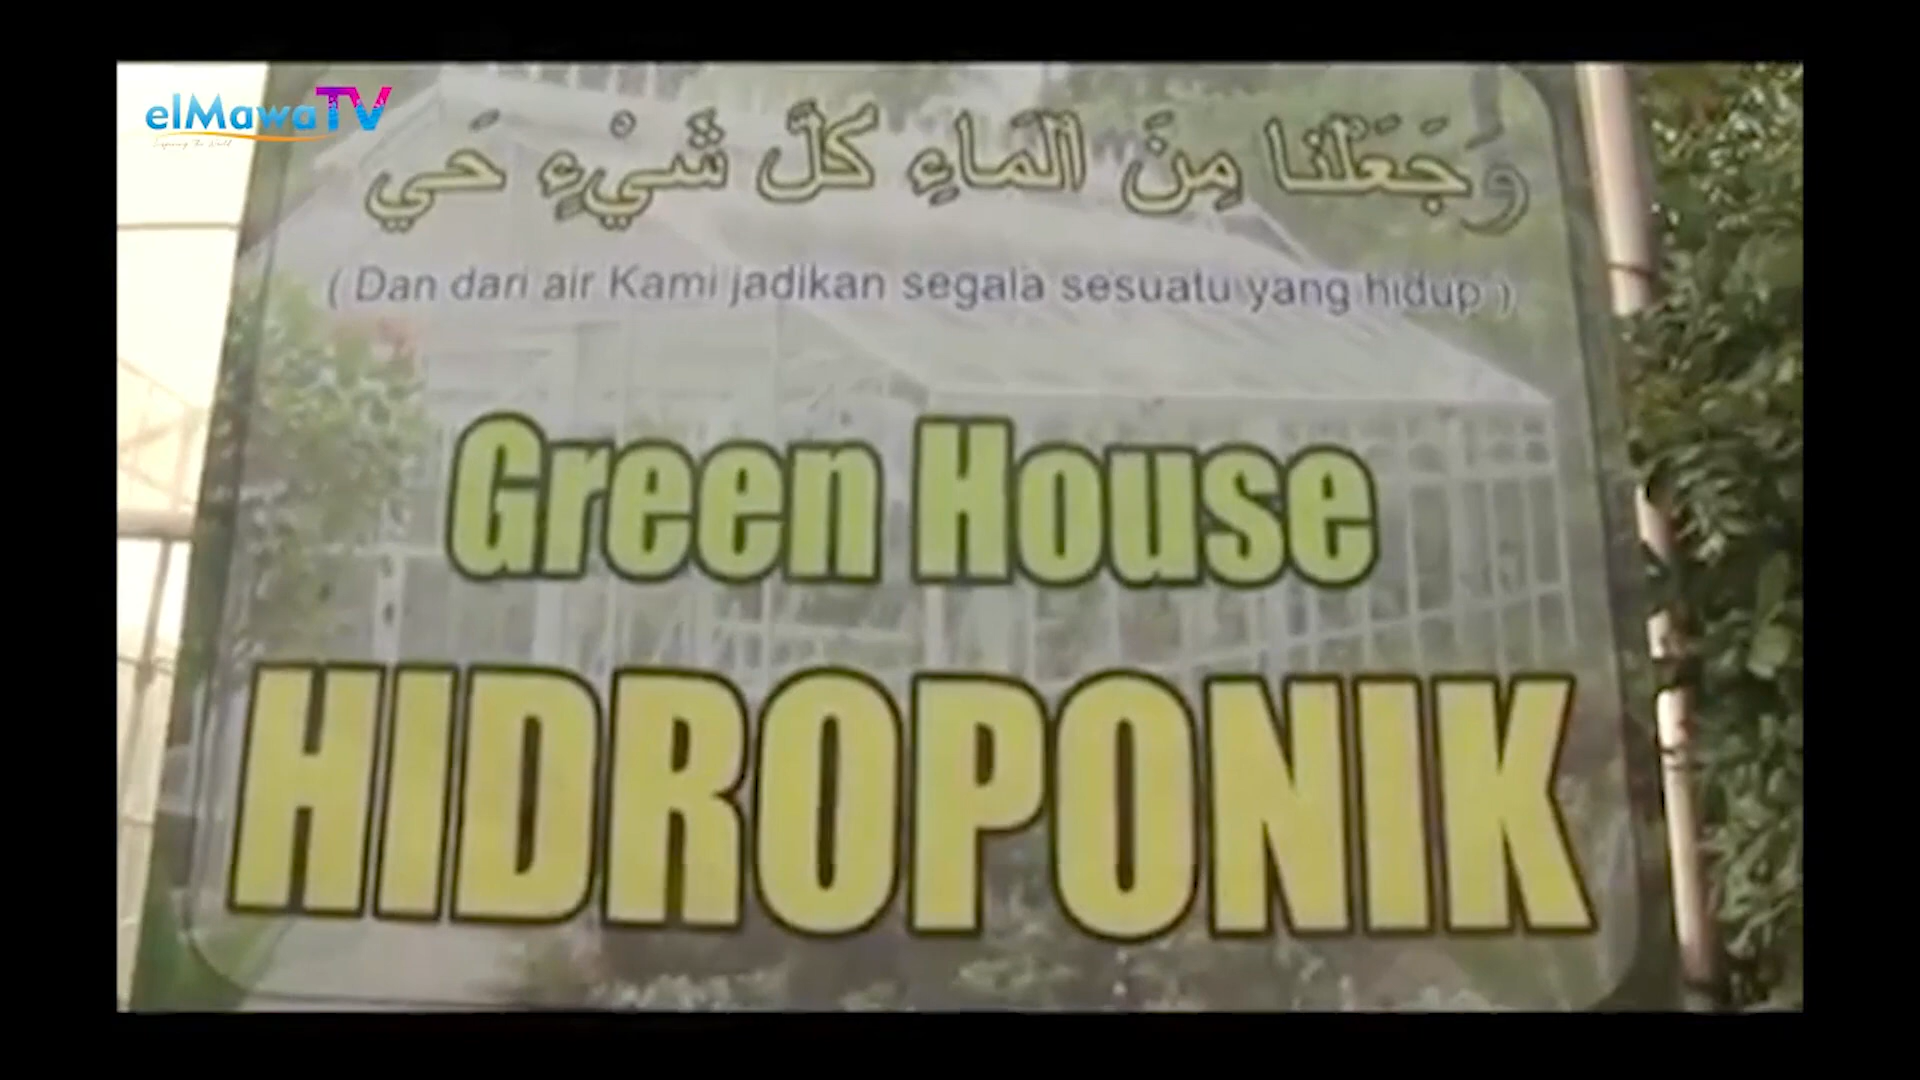 elMawaTV
وَجَعَلْنَا مِنَ الْمَاءِ كُلَّ شَيْءٍ حَي
( Dan dari air Kami jadikan segala sesuatu yang hidup )
Green House
HIDROPONIK